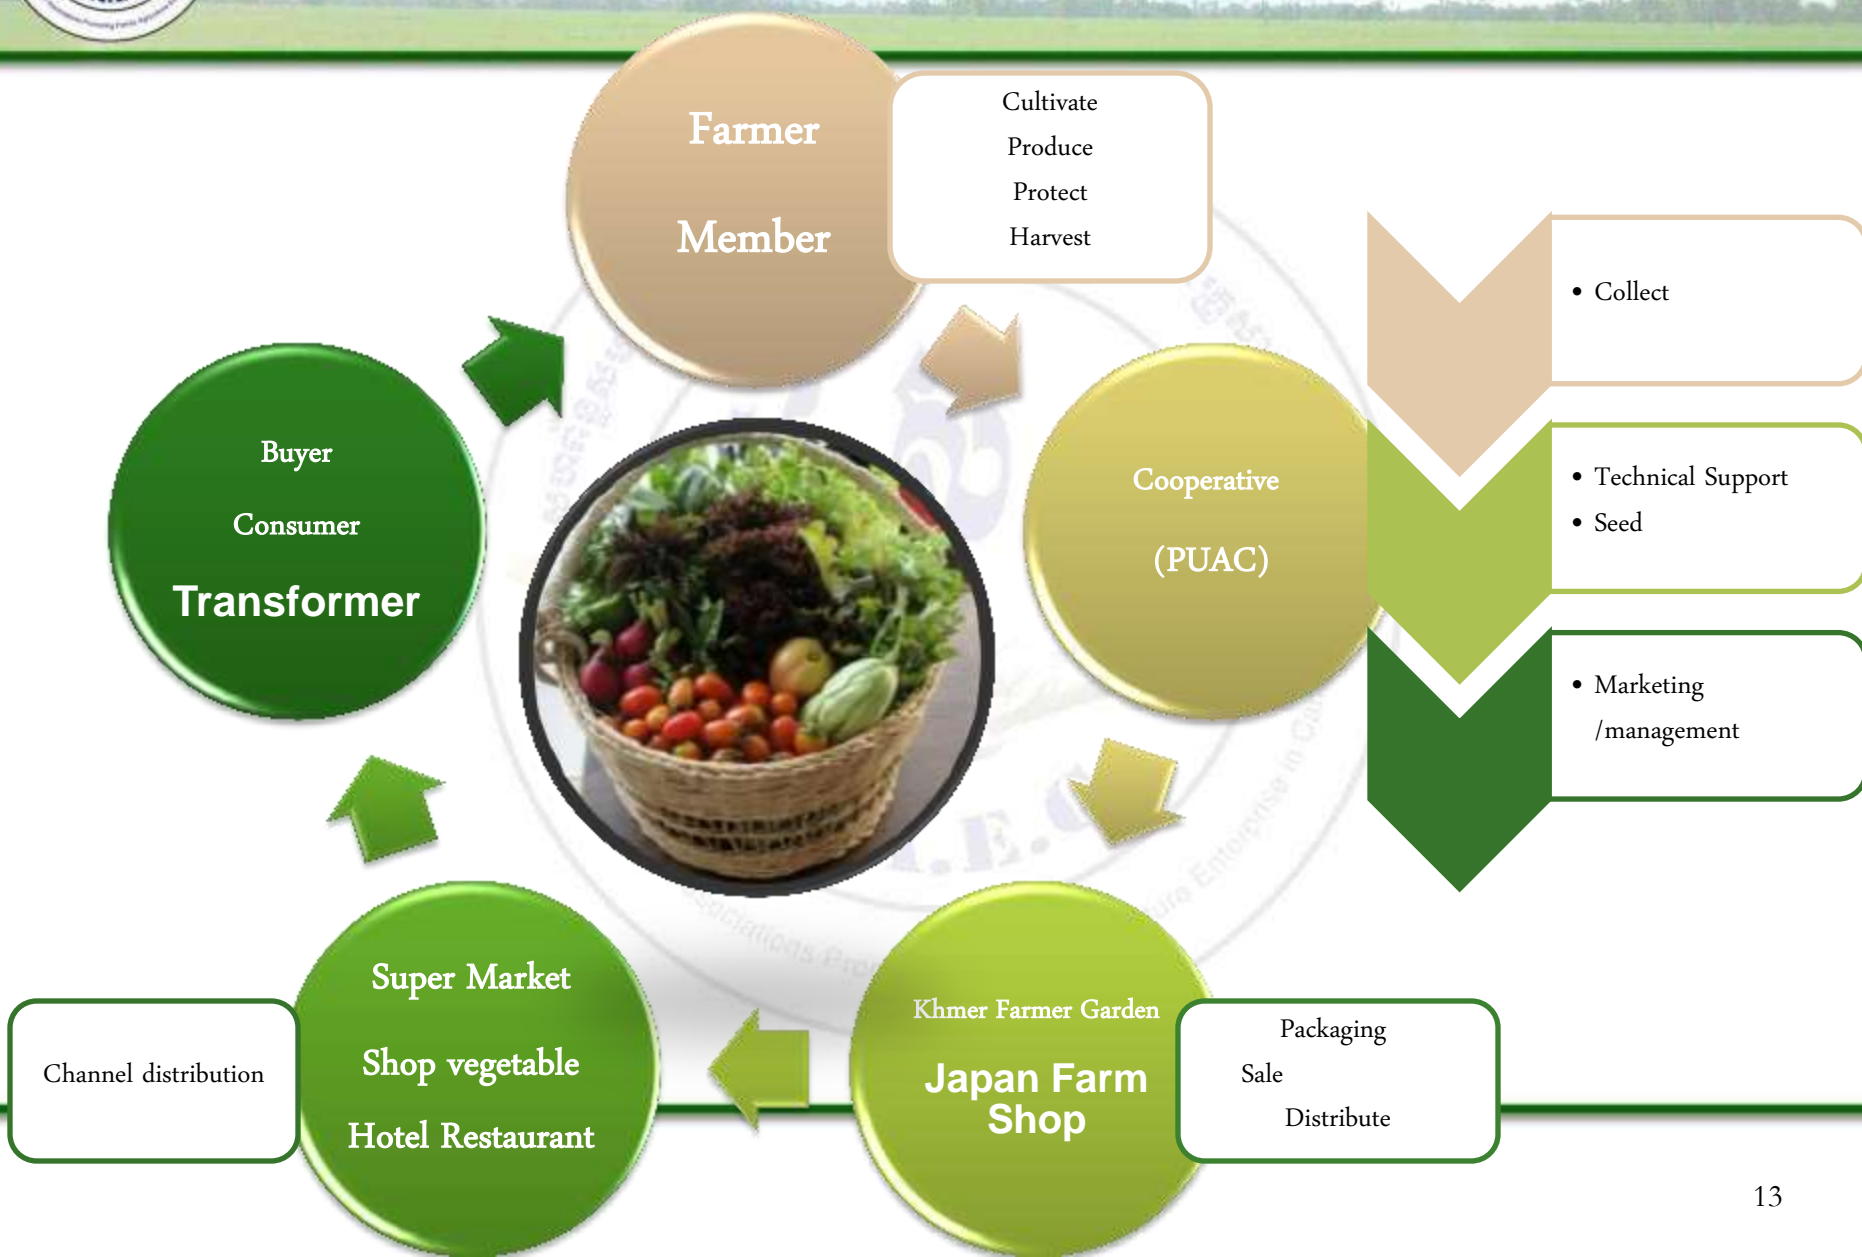 Farmer
Member
Cultivate
Produce
Protect
Harvest
• Collect
• Technical Support
• Seed
• Marketing
/management
Cooperative
(PUAC)
Buyer
Consumer
Transformer
Khmer Farmer Garden
Japan Farm
Shop
Packaging
Sale
Distribute
Super Market
Shop vegetable
Hotel Restaurant
Channel distribution
13